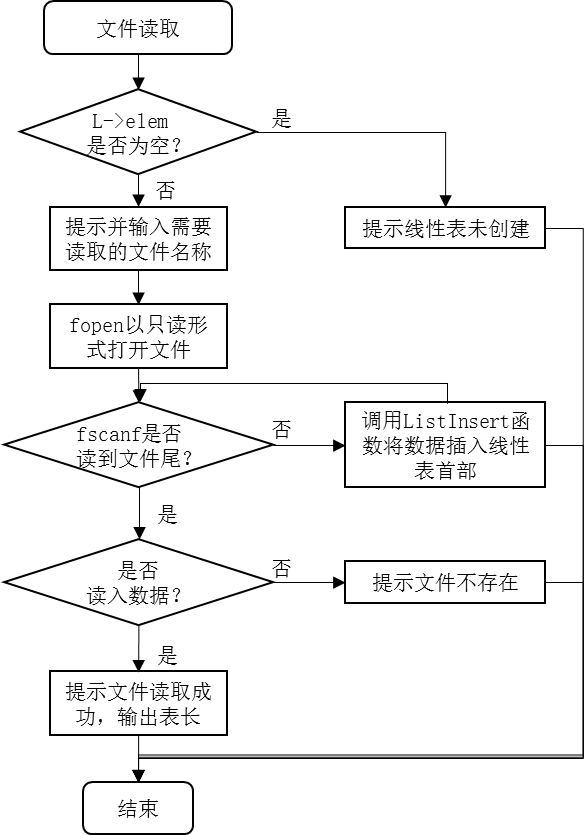 文件读取
L->elem
是否为空?
是
否
提示并输入需要
读取的文件名称
提示线性表未创建
fopen以只读形
式打开文件
fscanf是否
读到文件尾?
否
调用ListInsert函
数将数据插入线性
表首部
是
是否
读入数据?
否
提示文件不存在
是
提示文件读取成
功，输出表长
结束